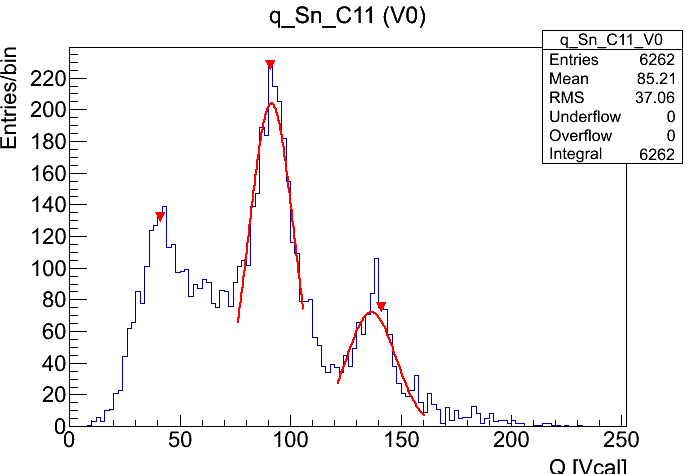 q_Sn_C11 (V0)
Entries/bin
q_Sn_C11_V0
Entries 6262
Mean 85.21
RMS 37.06
Underflow 0
Overflow 0
Integral 6262
220
200
180
160
140
120
100
80
60
40
20
0
0 50 100 150 200 250
Q [Vcal]